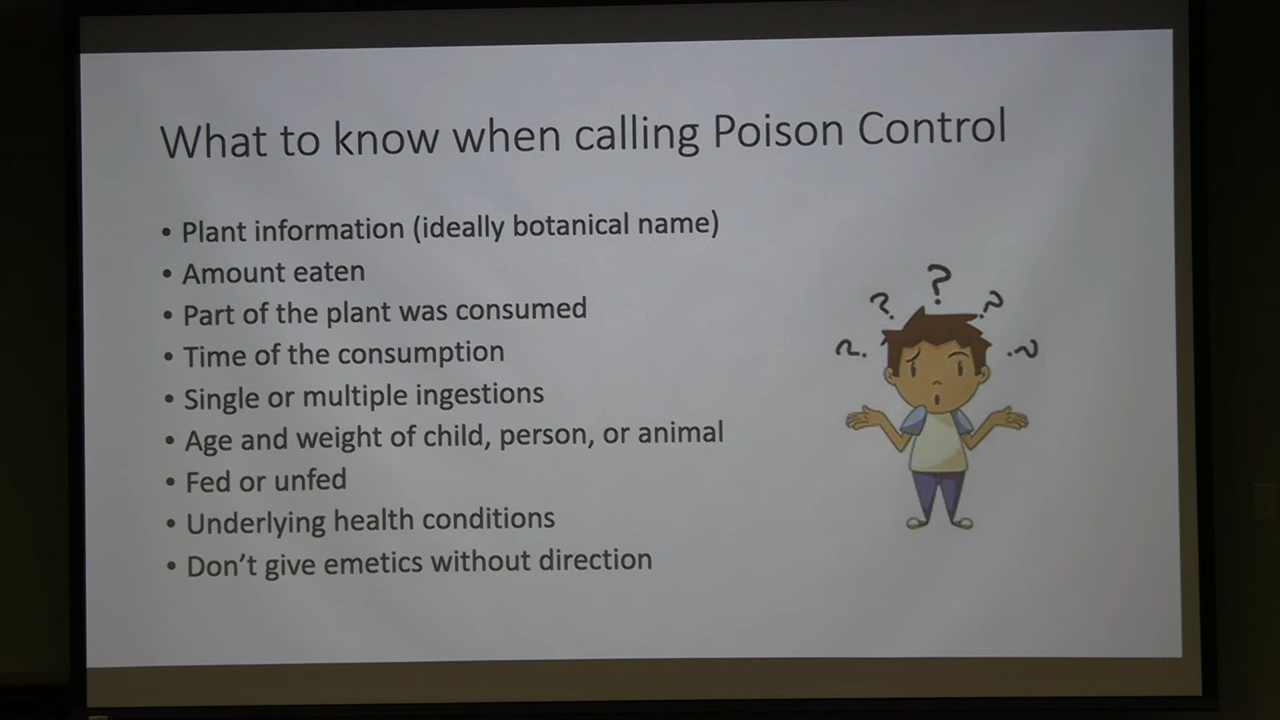 What to know when calling Poison Control
• Plant information (ideally botanical name)
• Amount eaten
• Part of the plant was consumed
• Time of the consumption
• Single or multiple ingestions
• Age and weight of child, person, or animal
• Fed or unfed
• Underlying health conditions
• Don't give emetics without direction
? ? ? ? ?